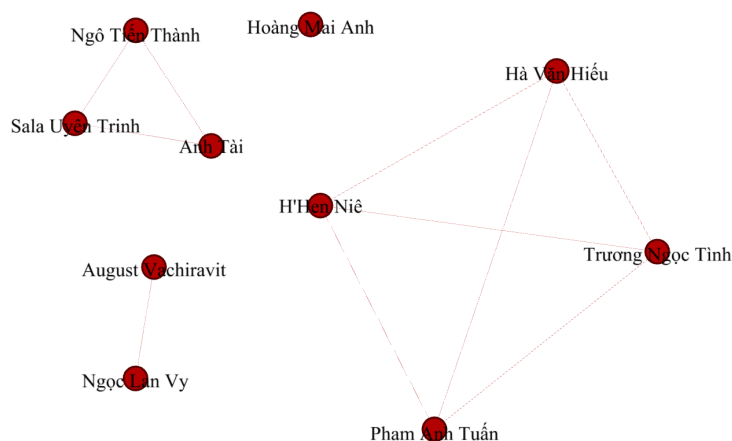 Hoàng Mai Anh
Ngô Tiến Thành
Hà Văn Hiếu
Sala Uyên Trinh
Anh Tài
H'Hen Niê
Trương Ngọc Tình
August Vachiravit
Ngọc Lan Vy
Pham Anh Tuấn